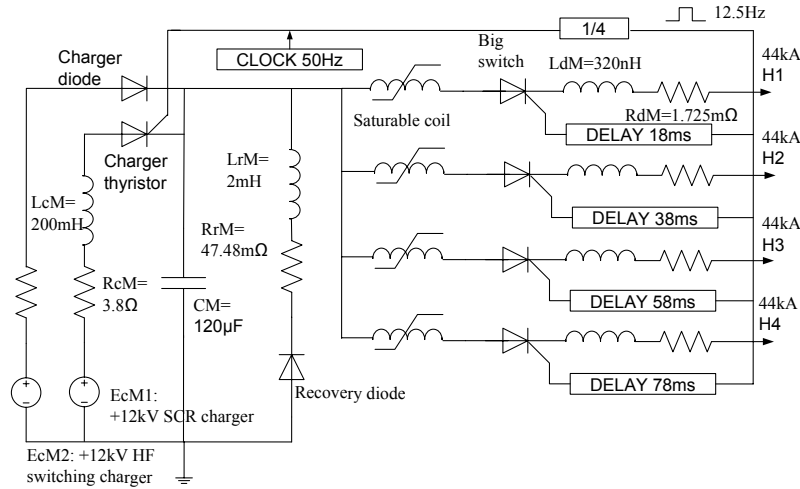 12.5Hz
1/4
CLOCK 50Hz
Charger
diode
Big
switch
LdM=320nH
44kA
H1
Saturable coil
RdM=1.725mΩ
DELAY 18ms
Charger
thyristor
LrM=
2mH
44kA
H2
LcM=
200mH
RrM=
47.48mΩ
DELAY 38ms
44kA
H3
RcM=
3.8Ω
CM=
120µF
DELAY 58ms
44kA
H4
EcM1:
+12kV SCR charger
Recovery diode
DELAY 78ms
EcM2: +12kV HF
switching charger